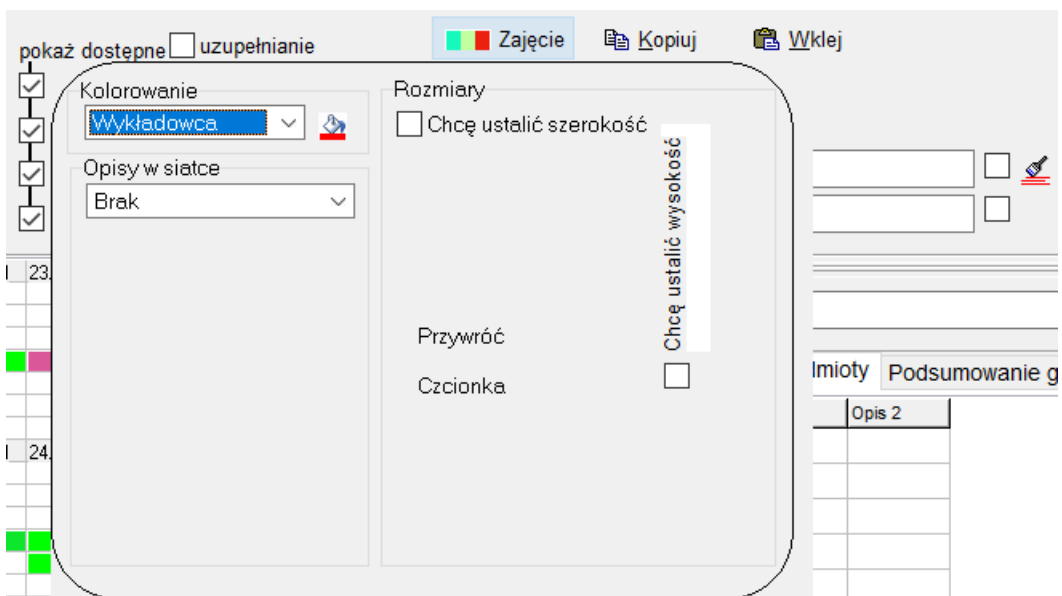 pokaż dostępne uzupełnianie Zajęcie Kopiuj Wklej
Kolorowanie
Wykładowca
Opisy w siatce
Brak
Rozmiary
Chcę ustalić szerokość
Chcę ustalić wysokość
Przywróć
Czcionka
23.
24.
lmioty Podsumowanie g
Opis 2